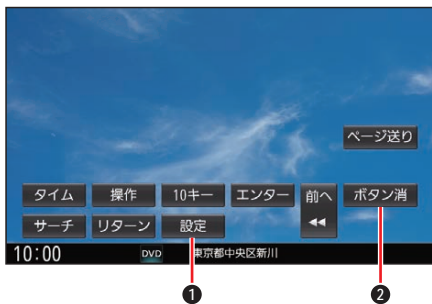 ページ送り
タイム 操作 10キー エンター 前へ ボタン消
サーチ リターン 設定 ◀◀
10:00 DVD 東京都中央区新川
❶ ❷